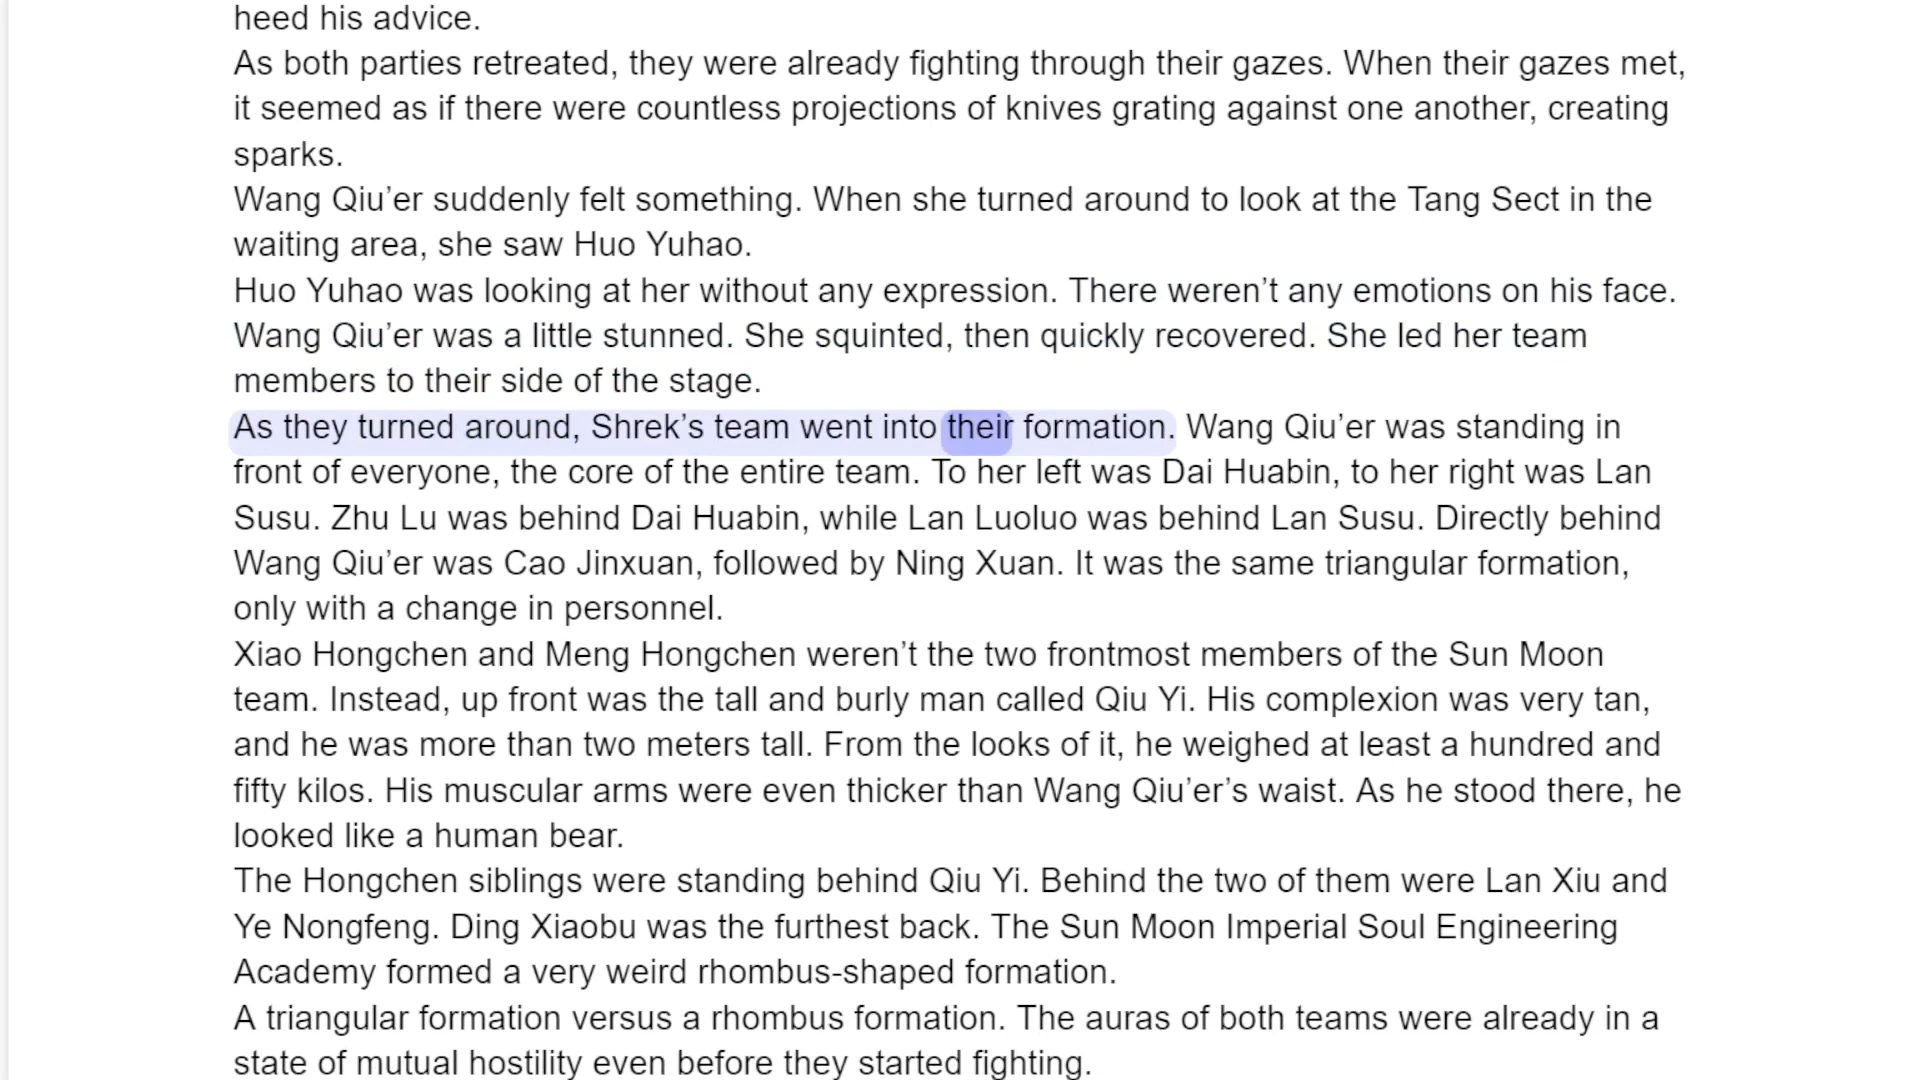 heed his advice.
As both parties retreated, they were already fighting through their gazes. When their gazes met,
it seemed as if there were countless projections of knives grating against one another, creating
sparks.
Wang Qiu’er suddenly felt something. When she turned around to look at the Tang Sect in the
waiting area, she saw Huo Yuhao.
Huo Yuhao was looking at her without any expression. There weren’t any emotions on his face.
Wang Qiu’er was a little stunned. She squinted, then quickly recovered. She led her team
members to their side of the stage.
As they turned around, Shrek’s team went into their formation. Wang Qiu’er was standing in
front of everyone, the core of the entire team. To her left was Dai Huabin, to her right was Lan
Susu. Zhu Lu was behind Dai Huabin, while Lan Luoluo was behind Lan Susu. Directly behind
Wang Qiu’er was Cao Jinxuan, followed by Ning Xuan. It was the same triangular formation,
only with a change in personnel.
Xiao Hongchen and Meng Hongchen weren’t the two frontmost members of the Sun Moon
team. Instead, up front was the tall and burly man called Qiu Yi. His complexion was very tan,
and he was more than two meters tall. From the looks of it, he weighed at least a hundred and
fifty kilos. His muscular arms were even thicker than Wang Qiu’er’s waist. As he stood there, he
looked like a human bear.
The Hongchen siblings were standing behind Qiu Yi. Behind the two of them were Lan Xiu and
Ye Nongfeng. Ding Xiaobu was the furthest back. The Sun Moon Imperial Soul Engineering
Academy formed a very weird rhombus-shaped formation.
A triangular formation versus a rhombus formation. The auras of both teams were already in a
state of mutual hostility even before they started fighting.